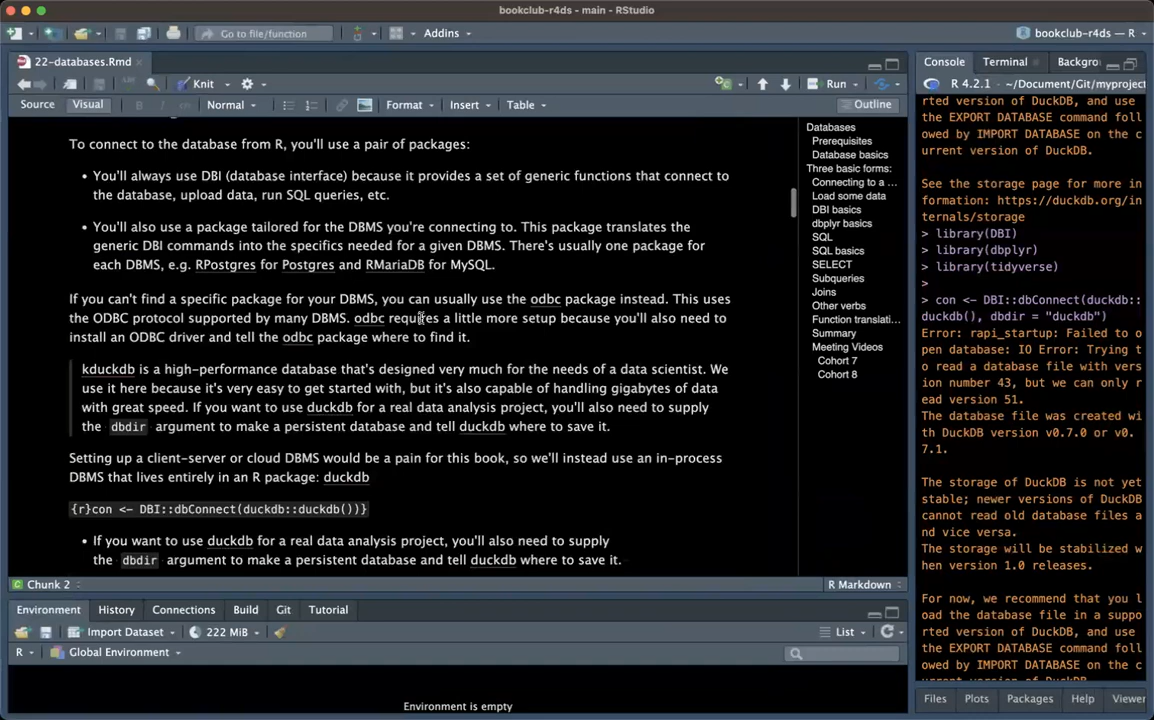 bookclub-r4ds - main - RStudio
Go to file/function
Addins
bookclub-r4ds — R
22-databases.Rmd
Knit
Run
Source
Visual
B
I
Normal
Format
Insert
Table
Outline
To connect to the database from R, you'll use a pair of packages:
• You'll always use DBI (database interface) because it provides a set of generic functions that connect to
the database, upload data, run SQL queries, etc.
• You'll also use a package tailored for the DBMS you're connecting to. This package translates the
generic DBI commands into the specifics needed for a given DBMS. There's usually one package for
each DBMS, e.g. RPostgres for Postgres and RMariaDB for MySQL.
If you can't find a specific package for your DBMS, you can usually use the odbc package instead. This uses
the ODBC protocol supported by many DBMS. odbc requires a little more setup because you'll also need to
install an ODBC driver and tell the odbc package where to find it.
kduckdb is a high-performance database that's designed very much for the needs of a data scientist. We
use it here because it's very easy to get started with, but it's also capable of handling gigabytes of data
with great speed. If you want to use duckdb for a real data analysis project, you'll also need to supply
the dbdir argument to make a persistent database and tell duckdb where to save it.
Setting up a client-server or cloud DBMS would be a pain for this book, so we'll instead use an in-process
DBMS that lives entirely in an R package: duckdb
{r}con <- DBI::dbConnect(duckdb::duckdb())}
• If you want to use duckdb for a real data analysis project, you'll also need to supply
the dbdir argument to make a persistent database and tell duckdb where to save it.
Databases
Prerequisites
Database basics
Three basic forms:
Connecting to a ...
Load some data
DBI basics
dbplyr basics
SQL
SQL basics
SELECT
Subqueries
Joins
Other verbs
Function translati...
Summary
Meeting Videos
Cohort 7
Cohort 8
Chunk 2
R Markdown
Environment
History
Connections
Build
Git
Tutorial
Import Dataset
222 MiB
List
R
Global Environment
Environment is empty
Console
Terminal
Backgro
R 4.2.1 · ~/Document/Git/myproject
rted version of DuckDB, and use
the EXPORT DATABASE command foll
owed by IMPORT DATABASE on the c
urrent version of DuckDB.
See the storage page for more in
formation: https://duckdb.org/in
ternals/storage
> library(DBI)
> library(dbplyr)
> library(tidyverse)
>
> con <- DBI::dbConnect(duckdb::
duckdb(), dbdir = "duckdb")
Error: rapi_startup: Failed to o
pen database: IO Error: Trying t
o read a database file with vers
ion number 43, but we can only r
ead version 51.
The database file was created wi
th DuckDB version v0.7.0 or v0.
7.1.
The storage of DuckDB is not yet
stable; newer versions of DuckDB
cannot read old database files a
nd vice versa.
The storage will be stabilized w
hen version 1.0 releases.
For now, we recommend that you l
oad the database file in a suppo
rted version of DuckDB, and use
the EXPORT DATABASE command foll
owed by IMPORT DATABASE on the c
Files
Plots
Packages
Help
Viewer